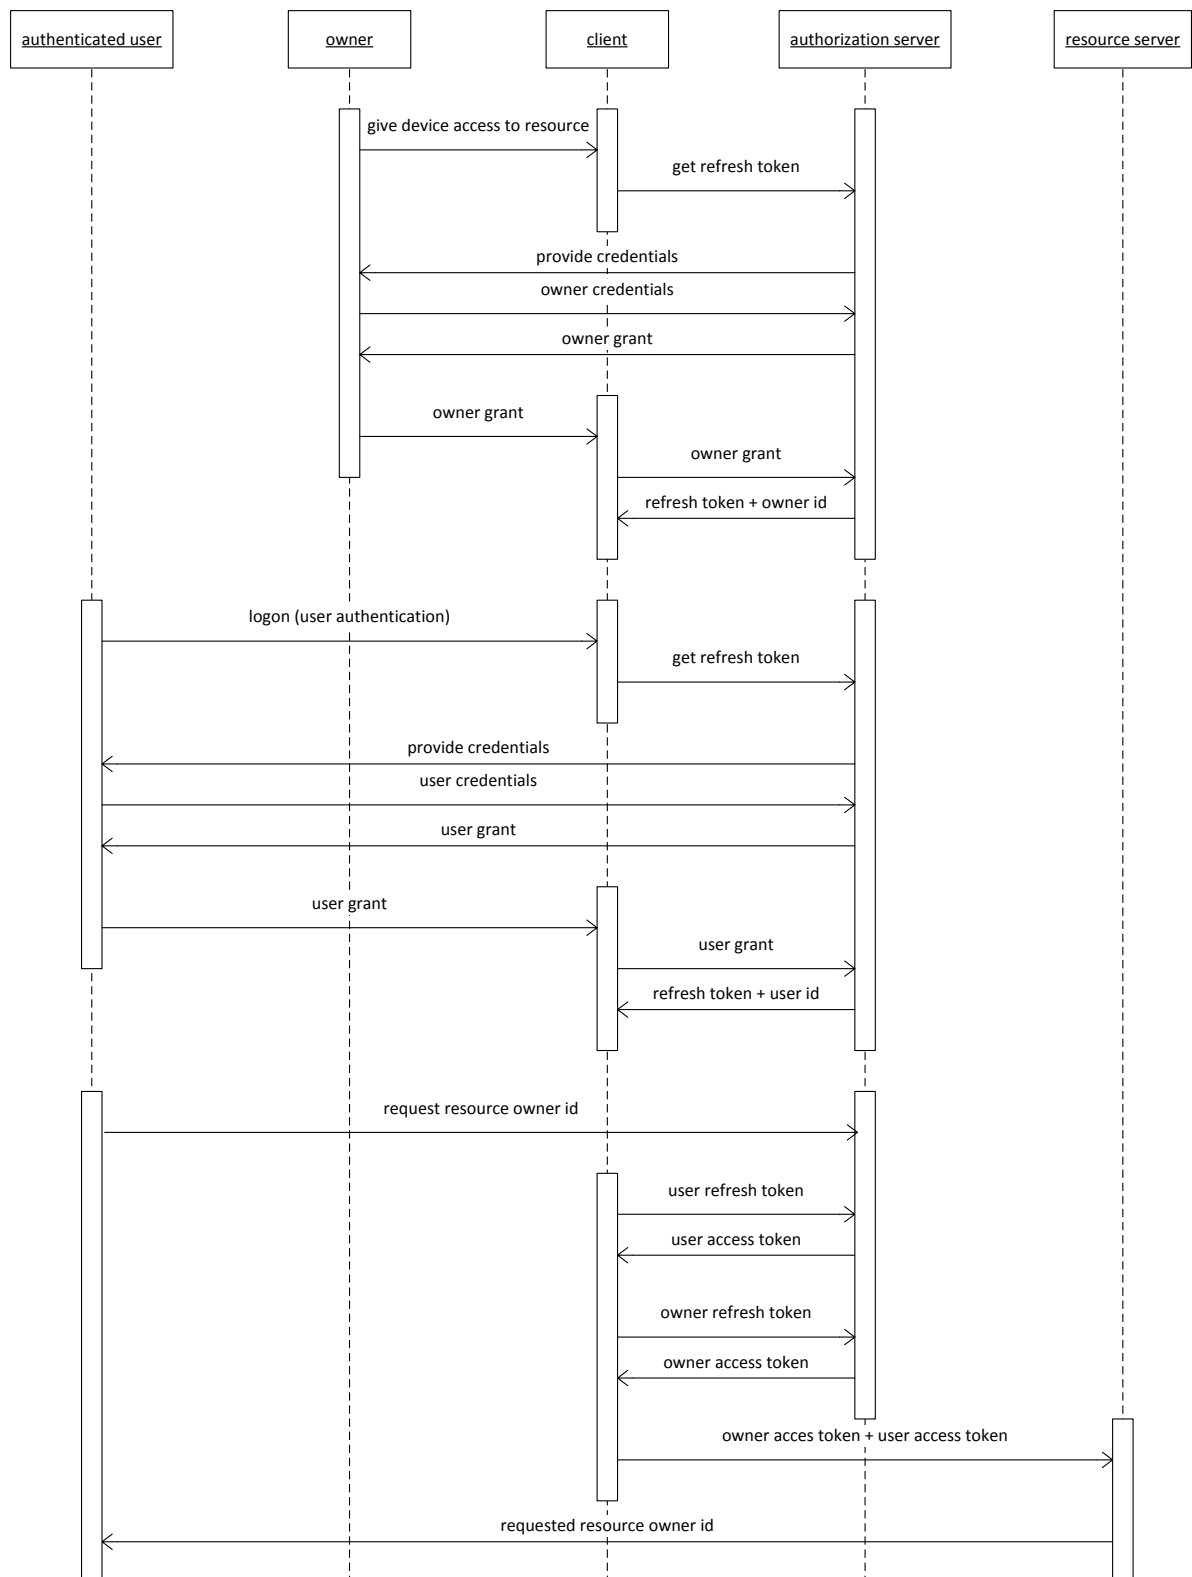 authenticated user
owner
client
authorization server
resource server
give device access to resource
get refresh token
provide credentials
owner credentials
owner grant
owner grant
owner grant
refresh token + owner id
logon (user authentication)
get refresh token
provide credentials
user credentials
user grant
user grant
user grant
refresh token + user id
request resource owner id
user refresh token
user access token
owner refresh token
owner access token
owner acces token + user access token
requested resource owner id